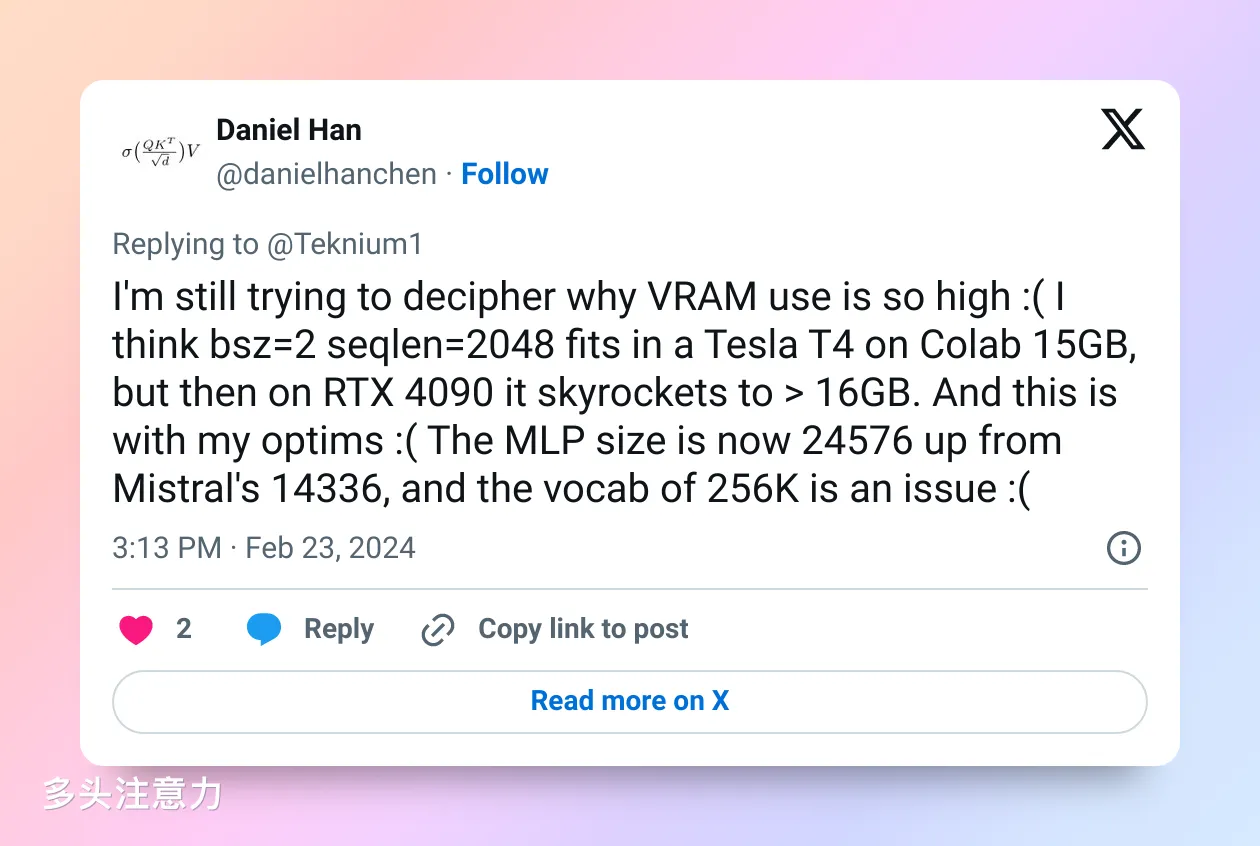 σ(QK^T/√d)V
Daniel Han
@danielhanchen · Follow
Replying to @Teknium1
I'm still trying to decipher why VRAM use is so high :( I
think bsz=2 seqlen=2048 fits in a Tesla T4 on Colab 15GB,
but then on RTX 4090 it skyrockets to > 16GB. And this is
with my optims :( The MLP size is now 24576 up from
Mistral's 14336, and the vocab of 256K is an issue :(
3:13 PM · Feb 23, 2024
2 Reply Copy link to post
Read more on X
多头注意力